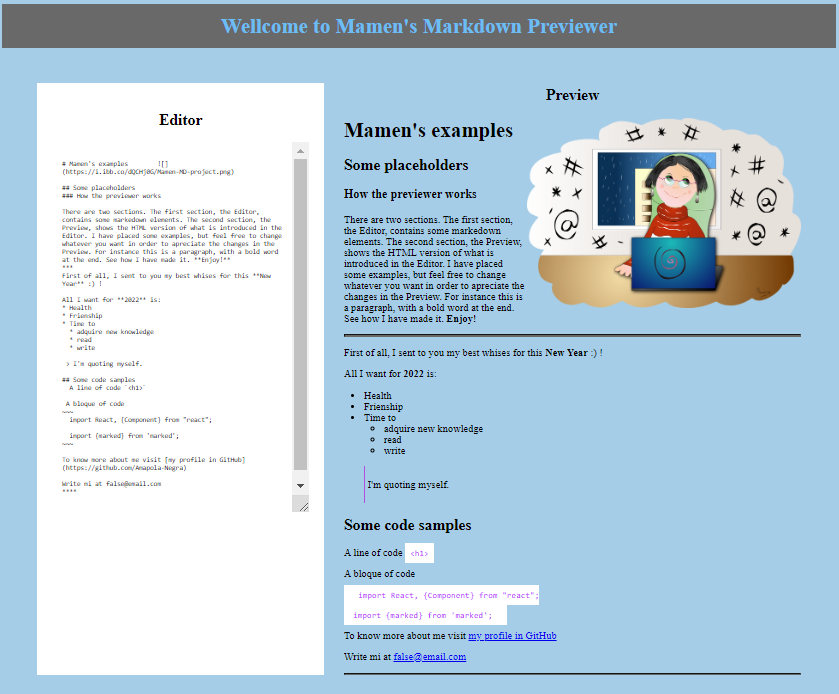 Wellcome to Mamen's Markdown Previewer
Editor
# Mamen's examples ![]
(https://i.ibb.co/dQCHj0G/Mamen-MD-project.png)
## Some placeholders
### How the previewer works
There are two sections. The first section, the Editor,
contains some markedown elements. The second section, the
Preview, shows the HTML version of what is introduced in the
Editor. I have placed some examples, but feel free to change
whatever you want in order to apreciate the changes in the
Preview. For instance this is a paragraph, with a bold word
at the end. See how I have made it. **Enjoy!**
***
First of all, I sent to you my best whises for this **New
Year** :) !
All I want for **2022** is:
* Health
* Frienship
* Time to
* adquire new knowledge
* read
* write
> I'm quoting myself.
## Some code samples
A line of code `<h1>`
A bloque of code
~~~
import React, {Component} from "react";
import {marked} from 'marked';
~~~
To know more about me visit [my profile in GitHub]
(https://github.com/Amapola-Negra)
Write mi at false@email.com
****
Preview
Mamen's examples
Some placeholders
How the previewer works
There are two sections. The first section,
the Editor, contains some markedown
elements. The second section, the Preview,
shows the HTML version of what is
introduced in the Editor. I have placed
some examples, but feel free to change
whatever you want in order to apreciate the
changes in the Preview. For instance this is
a paragraph, with a bold word at the end.
See how I have made it. Enjoy!
First of all, I sent to you my best whises for this New Year :) !
All I want for 2022 is:
• Health
• Frienship
• Time to
◦ adquire new knowledge
◦ read
◦ write
I'm quoting myself.
Some code samples
A line of code <h1>
A bloque of code
import React, {Component} from "react";
import {marked} from 'marked';
To know more about me visit my profile in GitHub
Write mi at false@email.com